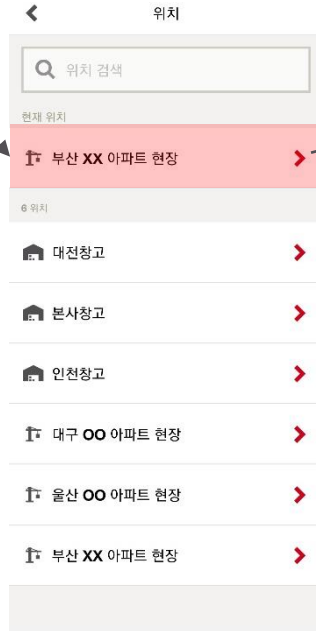 위치
위치 검색
현재 위치
부산 XX 아파트 현장
6 위치
대전창고
본사창고
인천창고
대구 OO 아파트 현장
울산 OO 아파트 현장
부산 XX 아파트 현장